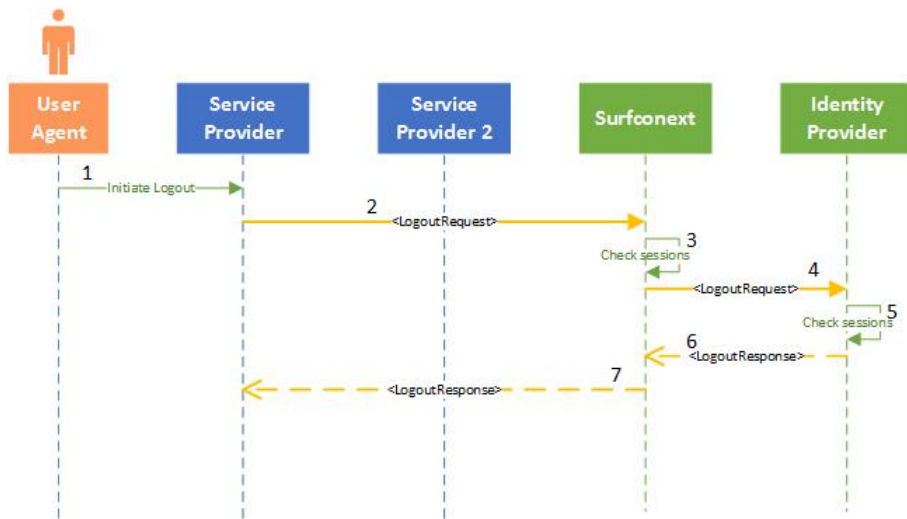 User
Agent
Service
Provider
Service
Provider 2
Surfconext
Identity
Provider
1
Initiate Logout
2
<LogoutRequest>
3
Check sessions
4
<LogoutRequest>
5
Check sessions
6
<LogoutResponse>
7
<LogoutResponse>